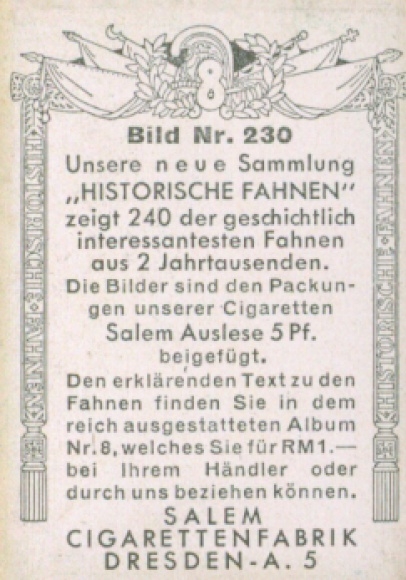 8
Bild Nr. 230
Unsere neue Sammlung
„HISTORISCHE FAHNEN"
zeigt 240 der geschichtlich
interessantesten Fahnen
aus 2 Jahrtausenden.
Die Bilder sind den Packun-
gen unserer Cigaretten
Salem Auslese 5 Pf.
beigefügt.
Den erklärenden Text zu den
Fahnen finden Sie in dem
reich ausgestatteten Album
Nr. 8, welches Sie für RM 1.—
bei Ihrem Händler oder
durch uns beziehen können.
SALEM
CIGARETTENFABRIK
DRESDEN-A. 5
HISTORISCHE·FAHNEN
HISTORISCHE·FAHNEN